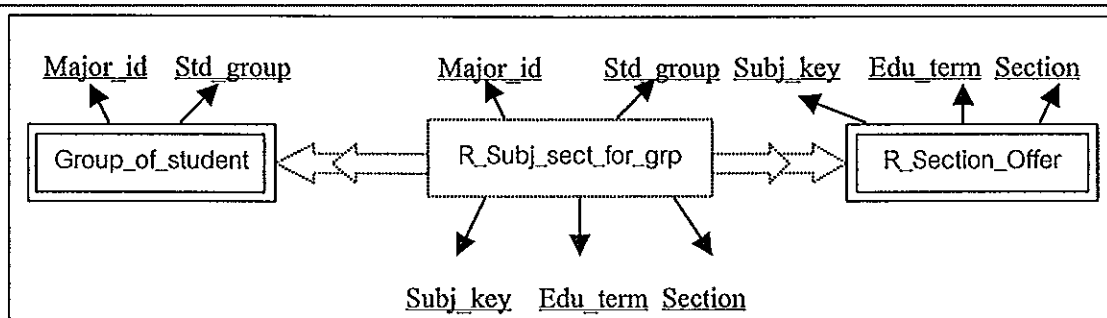 Major_id Std_group Major_id Std_group Subj_key Edu_term Section
Group_of_student R_Subj_sect_for_grp R_Section_Offer
Subj_key Edu_term Section